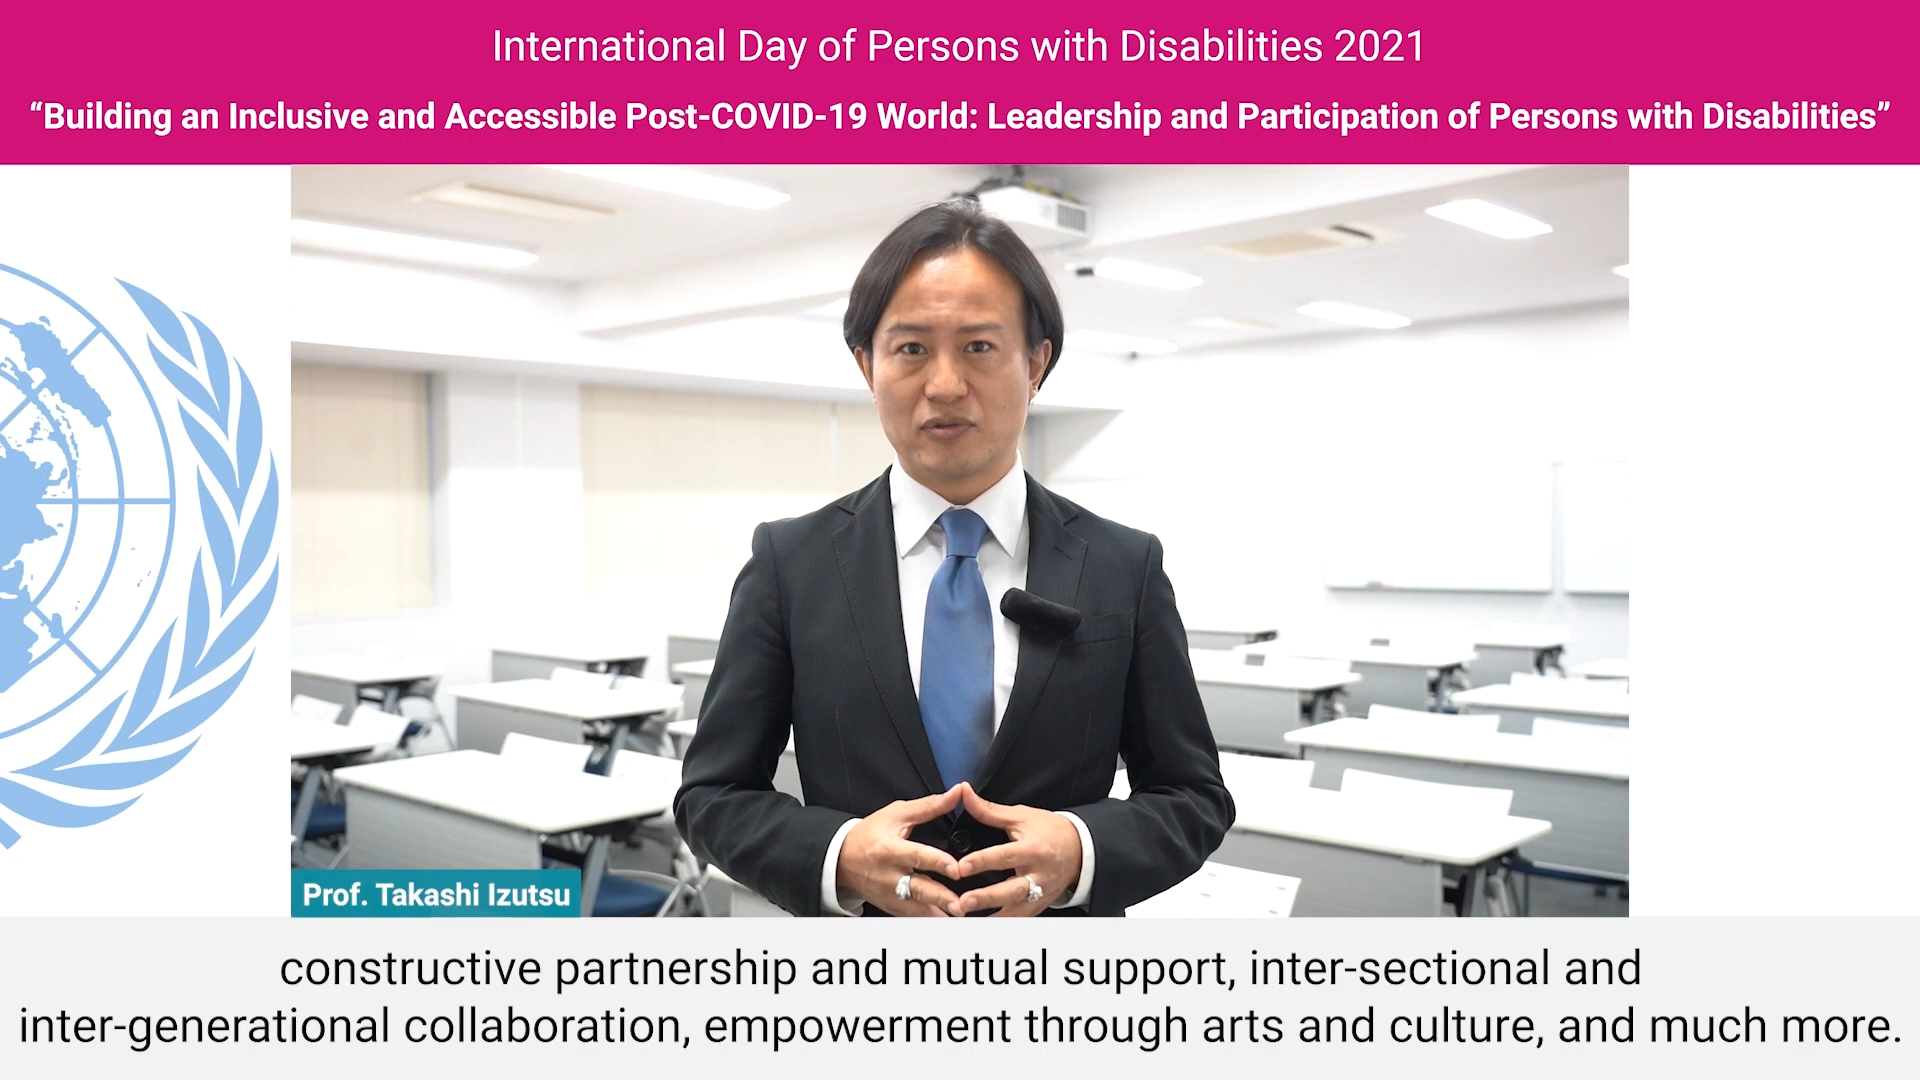 International Day of Persons with Disabilities 2021
“Building an Inclusive and Accessible Post-COVID-19 World: Leadership and Participation of Persons with Disabilities”
Prof. Takashi Izutsu
constructive partnership and mutual support, inter-sectional and
inter-generational collaboration, empowerment through arts and culture, and much more.